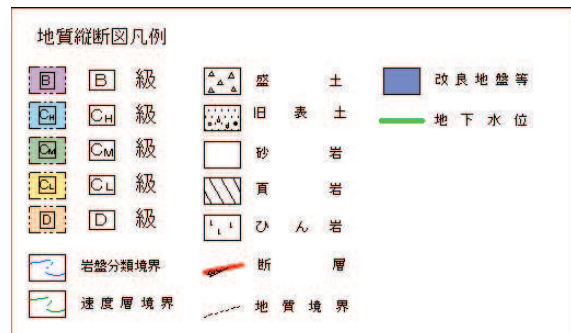 地質縦断図凡例
B B 級
CH CH 級
CM CM 級
CL CL 級
D D 級
岩盤分類境界
速度層境界
盛土
旧表土
砂岩
頁岩
ひん岩
断層
地質境界
改良地盤等
地下水位